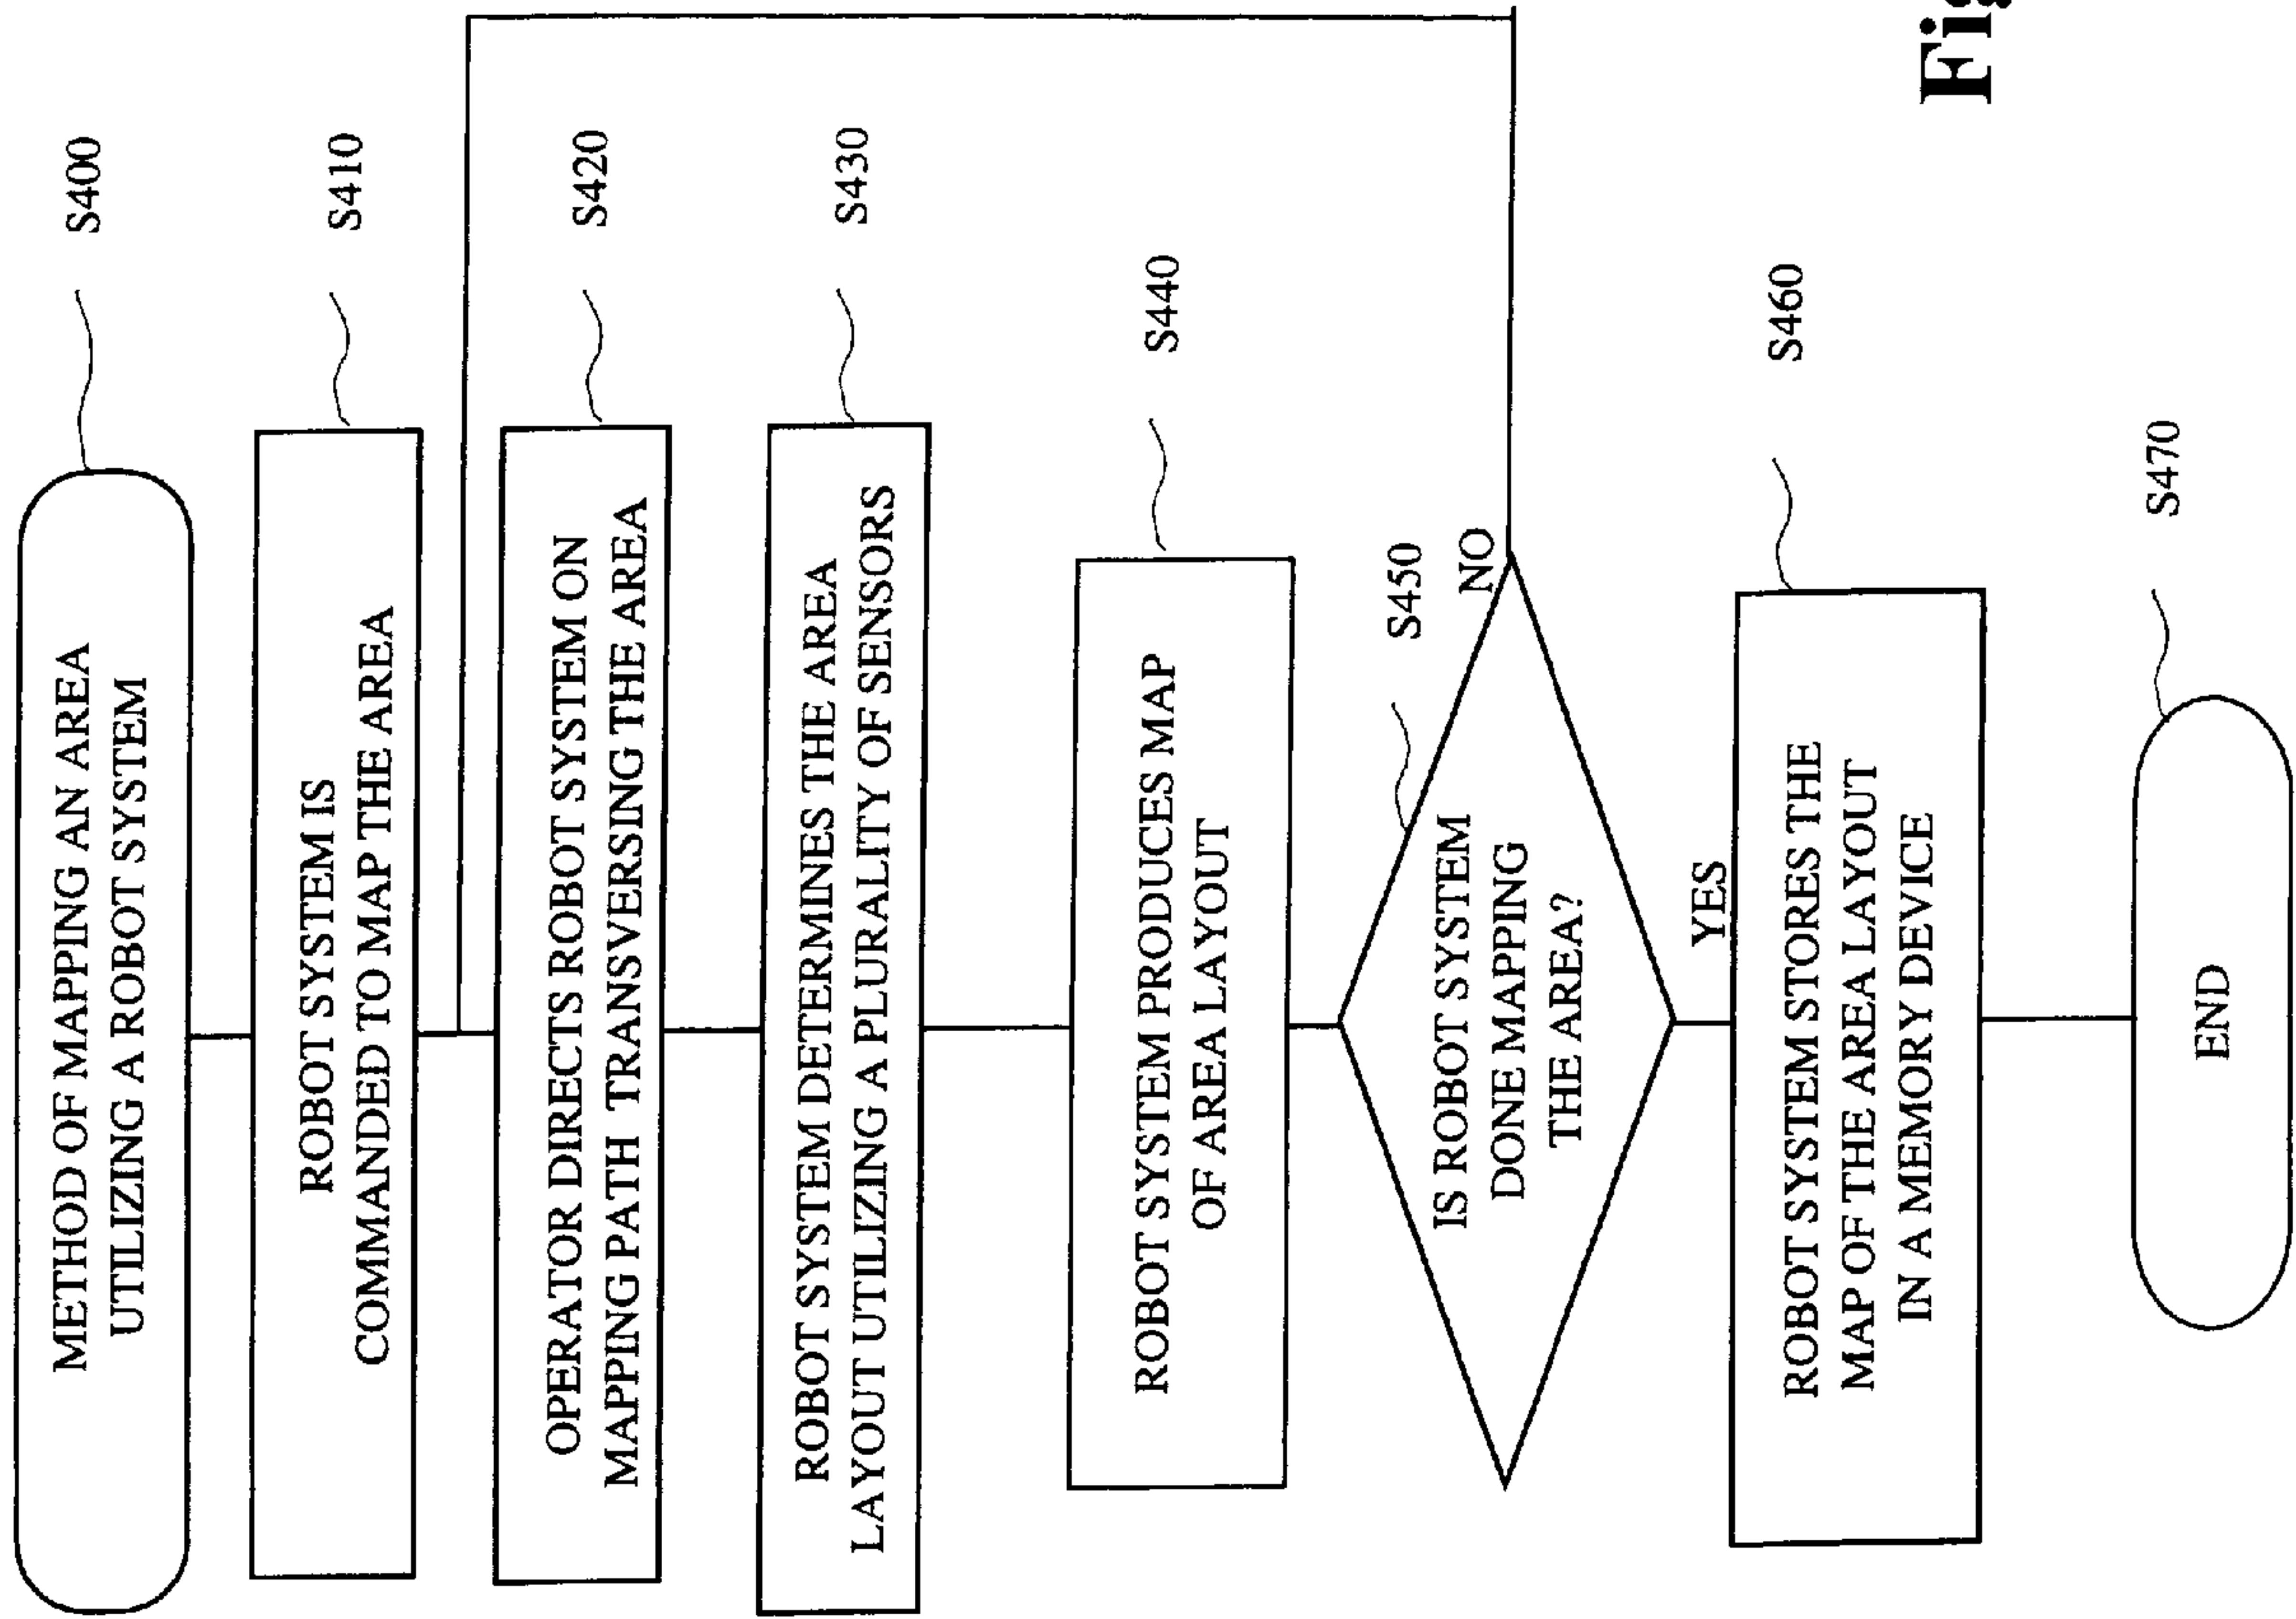 METHOD OF MAPPING AN AREA
UTILIZING A ROBOT SYSTEM
S400
ROBOT SYSTEM IS
COMMANDED TO MAP THE AREA
S410
OPERATOR DIRECTS ROBOT SYSTEM ON
MAPPING PATH TRANSVERSING THE AREA
S420
ROBOT SYSTEM DETERMINES THE AREA
LAYOUT UTILIZING A PLURALITY OF SENSORS
S430
ROBOT SYSTEM PRODUCES MAP
OF AREA LAYOUT
S440
IS ROBOT SYSTEM
DONE MAPPING
THE AREA?
S450
NO
YES
ROBOT SYSTEM STORES THE
MAP OF THE AREA LAYOUT
IN A MEMORY DEVICE
S460
END
S470
Fig